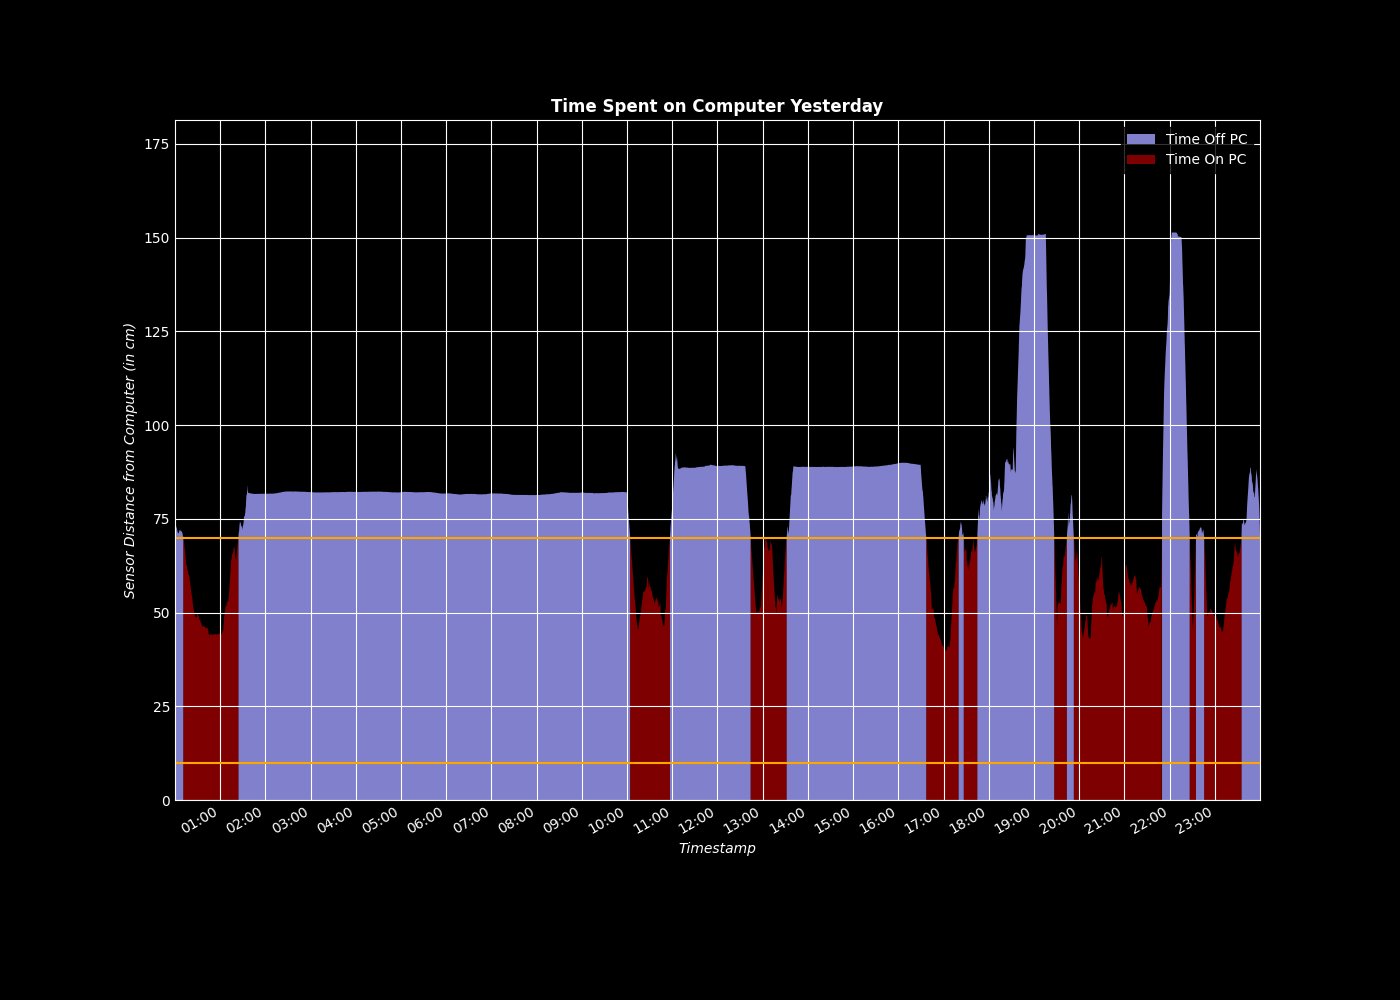 Time Spent on Computer Yesterday
Time Off PC
Time On PC
175
150
125
100
75
50
25
0
Sensor Distance from Computer (in cm)
01:00 02:00 03:00 04:00 05:00 06:00 07:00 08:00 09:00 10:00 11:00 12:00 13:00 14:00 15:00 16:00 17:00 18:00 19:00 20:00 21:00 22:00 23:00
Timestamp